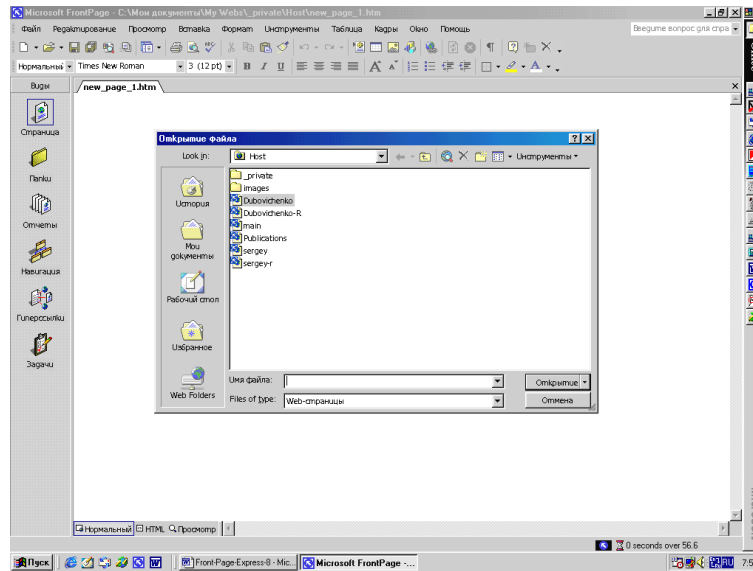 Microsoft FrontPage - C:\Мои документы\My Webs\_private\Host\new_page_1.htm
Файл Редактирование Просмотр Вставка Формат Инструменты Таблица Кадры Окно Помощь
Введите вопрос для спра
Нормальный Times New Roman 3 (12 pt) Ж К Ч
Виды
new_page_1.htm
Страница
Папки
Отчеты
Навигация
Гиперссылки
Задачи
Открытие файла
Look in: Host Инструменты
История
Мои документы
Рабочий стол
Избранное
Web Folders
_private
images
Dubovichenko
Dubovichenko-R
main
Publications
sergey
sergey-r
Имя файла: Открытие
Files of type: Web-страницы Отмена
Нормальный HTML Просмотр
0 seconds over 56.6
Пуск Front-Page-Express-8 - Mic... Microsoft FrontPage -... RU 7:5